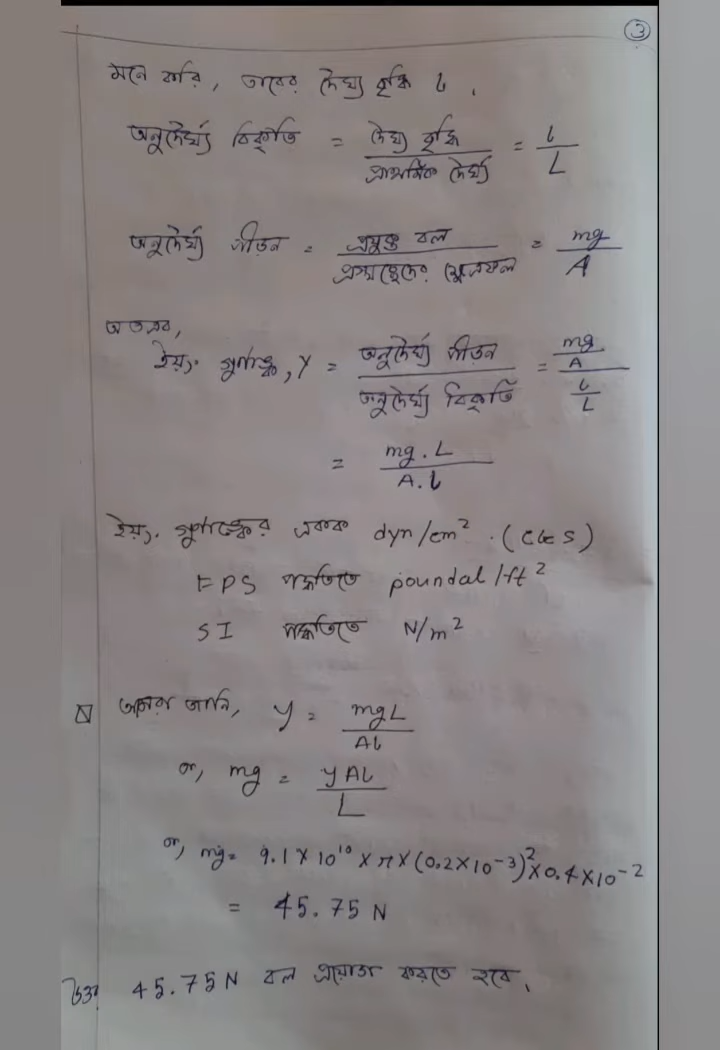 3
মনে করি, তারের দৈর্ঘ্য বৃদ্ধি l.
অনুদৈর্ঘ্য বিকৃতি = দৈর্ঘ্য বৃদ্ধি / প্রাথমিক দৈর্ঘ্য = l / L
অনুদৈর্ঘ্য পীড়ন = প্রযুক্ত বল / প্রস্থচ্ছেদের ক্ষেত্রফল = mg / A
অতএব,
ইয়ং গুণাঙ্ক, Y = অনুদৈর্ঘ্য পীড়ন / অনুদৈর্ঘ্য বিকৃতি = mg/A / l/L
= mg.L / A.l
ইয়ং গুণাঙ্কের একক dyn/cm². (CGS)
FPS পদ্ধতিতে poundal/ft²
SI পদ্ধতিতে N/m²
আমরা জানি, y = mgL / Al
or, mg = yAl / L
or, mg = 9.1×10¹⁰×π×(0.2×10-3)²×0.4×10-2
= 45.75 N
45.75N বল প্রয়োগ করতে হবে.